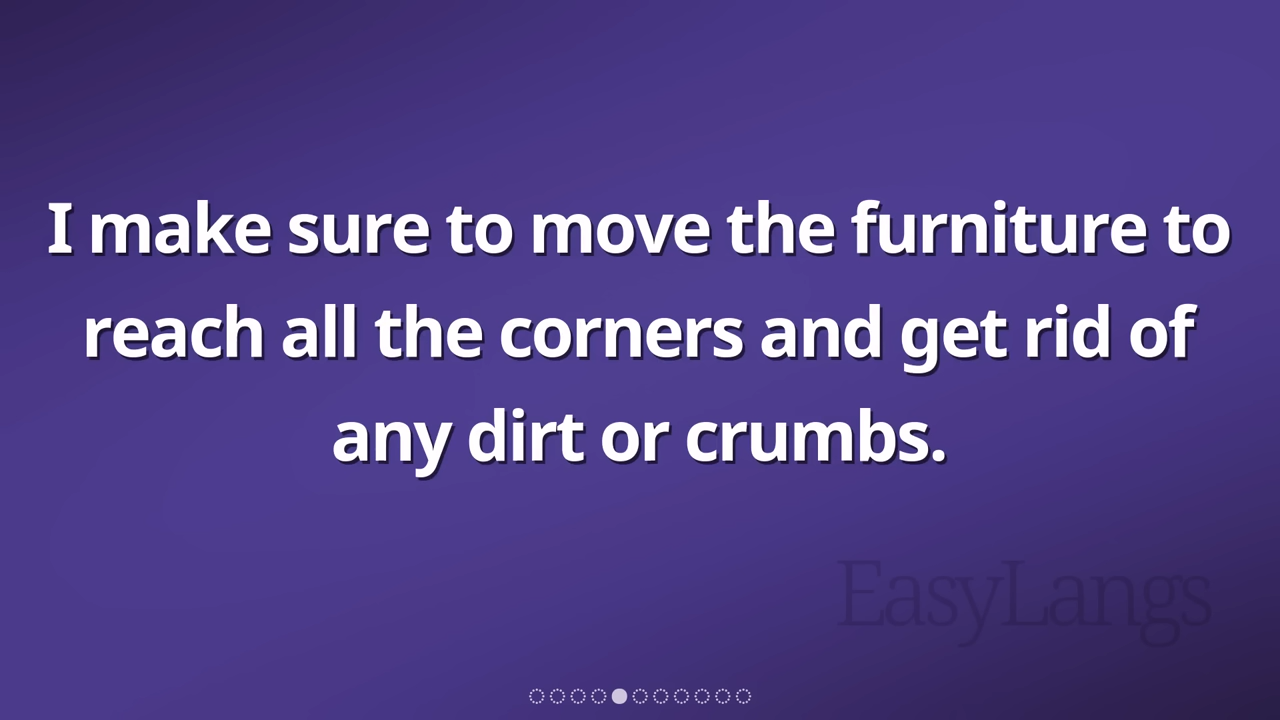 I make sure to move the furniture to
reach all the corners and get rid of
any dirt or crumbs.
EasyLangs